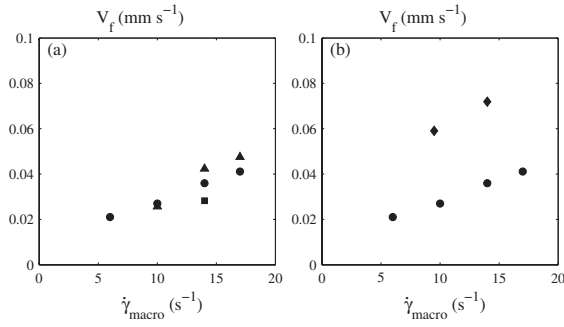 V_f (mm s⁻¹) V_f (mm s⁻¹)
0.1 0.1
(a) (b)
0.08 0.08
0.06 0.06
0.04 0.04
0.02 0.02
0 0
0 5 10 15 20 0 5 10 15 20
γ̇_macro (s⁻¹) γ̇_macro (s⁻¹)